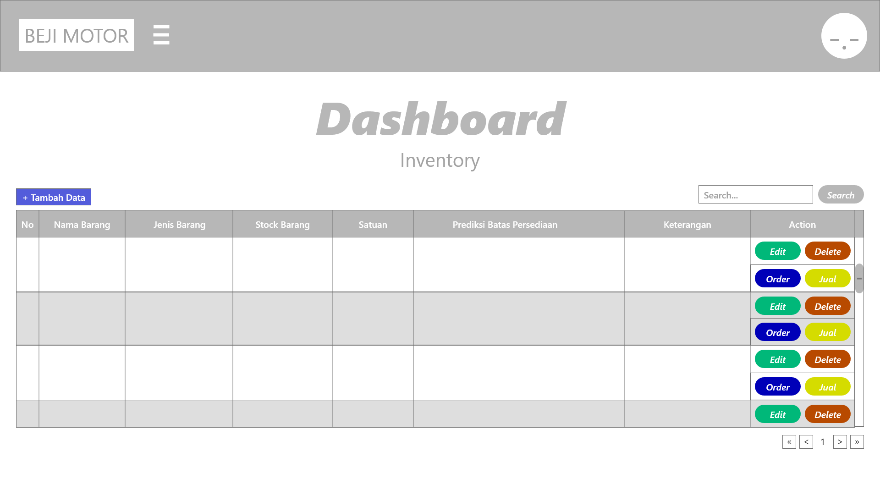 BEJI MOTOR
Dashboard
Inventory
+ Tambah Data
Search... Search
No Nama Barang Jenis Barang Stock Barang Satuan Prediksi Batas Persediaan Keterangan Action
Edit Delete
Order Jual
Edit Delete
Order Jual
Edit Delete
Order Jual
Edit Delete
« < 1 > »